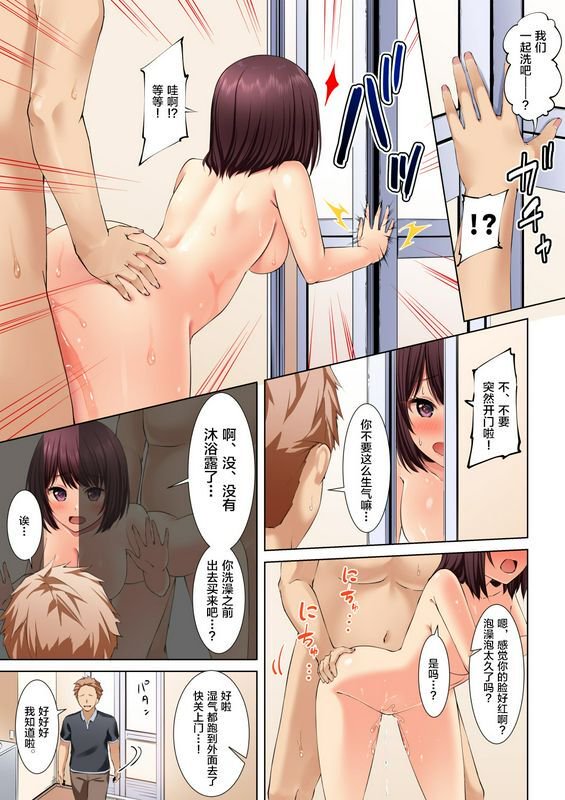 我们
一起洗吧——？
ガチャ
！？
バンッ
哇啊！？
等等！
不、不要
突然开门啦！
你不要这么生气嘛…
啊、没、没有
沐浴露了…
你洗澡之前
出去买来吧…？
诶…
嗯，感觉你的脸好红啊？
泡澡泡太久了吗？
是吗…？
にちゅ…
にちゅ…
好啦
湿气都跑到外面去了
快关上门…！
パタン
好好好
我知道啦。